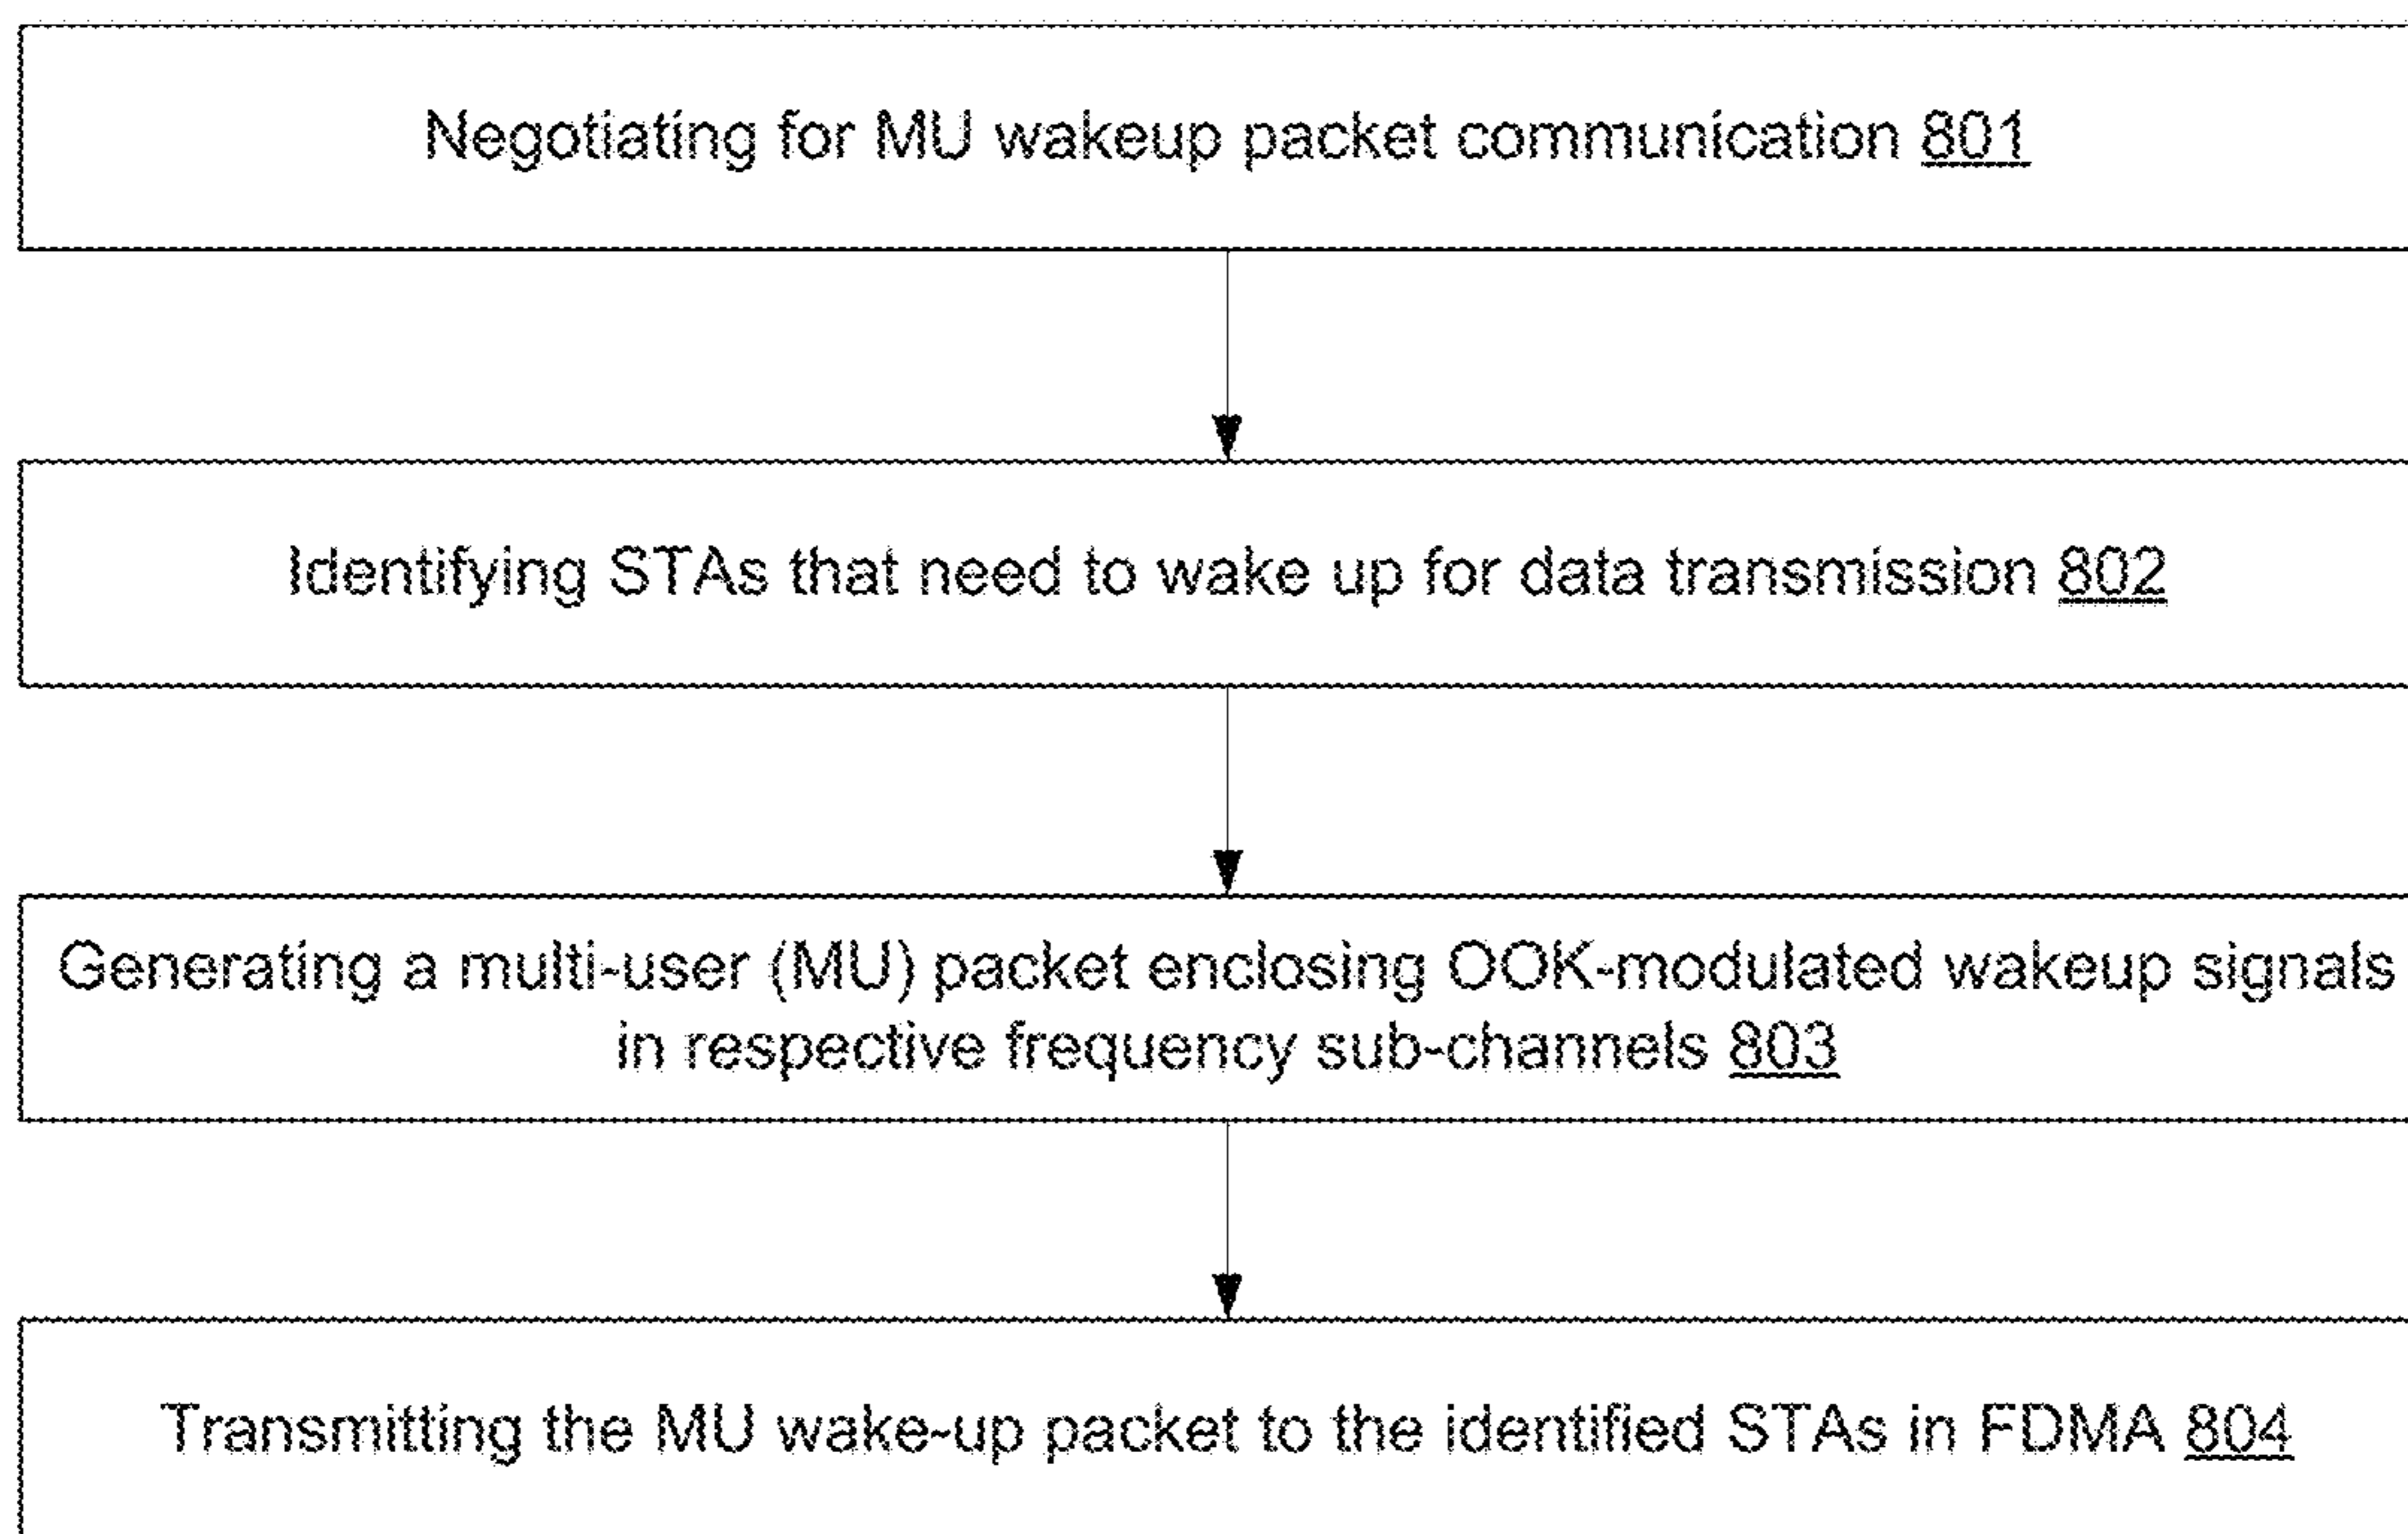 Negotiating for MU wakeup packet communication 801
Identifying STAs that need to wake up for data transmission 802
Generating a multi-user (MU) packet enclosing OOK-modulated wakeup signals
in respective frequency sub-channels 803
Transmitting the MU wake-up packet to the identified STAs in FDMA 804